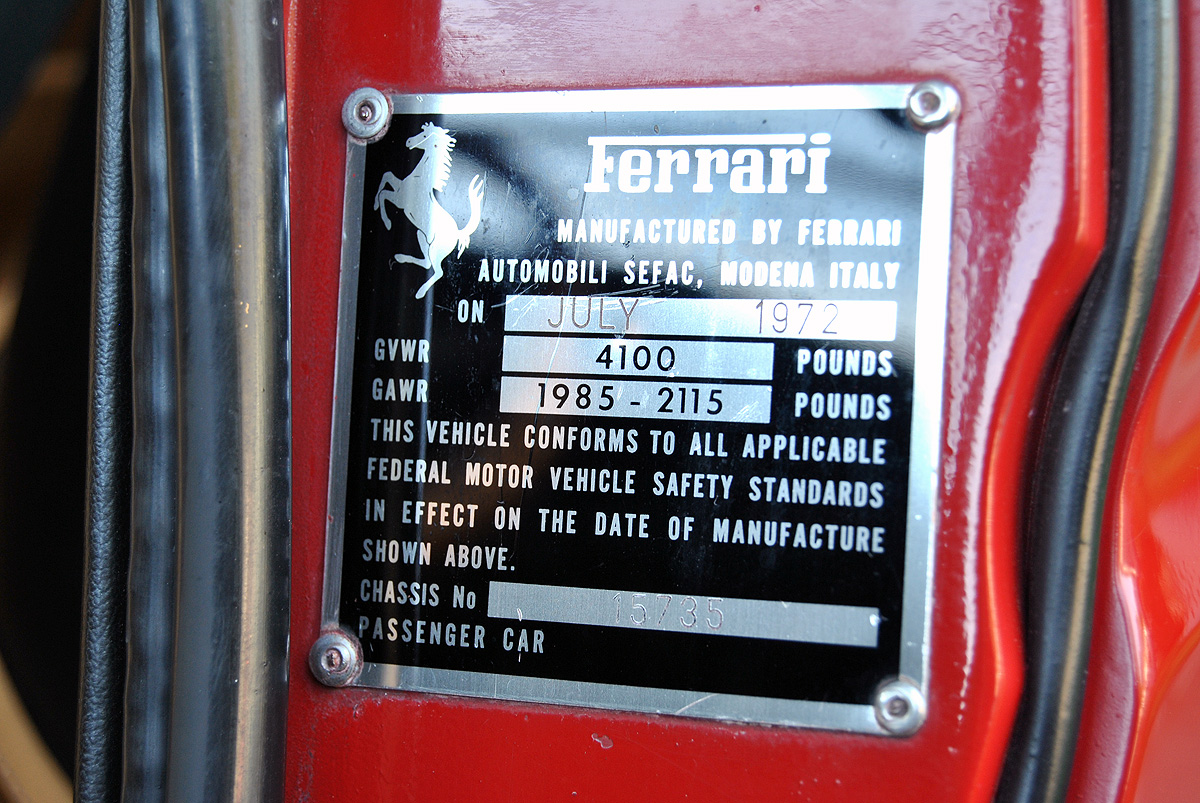 Ferrari
MANUFACTURED BY FERRARI
AUTOMOBILI SEFAC, MODENA ITALY
ON JULY 1972
GVWR 4100 POUNDS
GAWR 1985 - 2115 POUNDS
THIS VEHICLE CONFORMS TO ALL APPLICABLE
FEDERAL MOTOR VEHICLE SAFETY STANDARDS
IN EFFECT ON THE DATE OF MANUFACTURE
SHOWN ABOVE.
CHASSIS No 15735
PASSENGER CAR